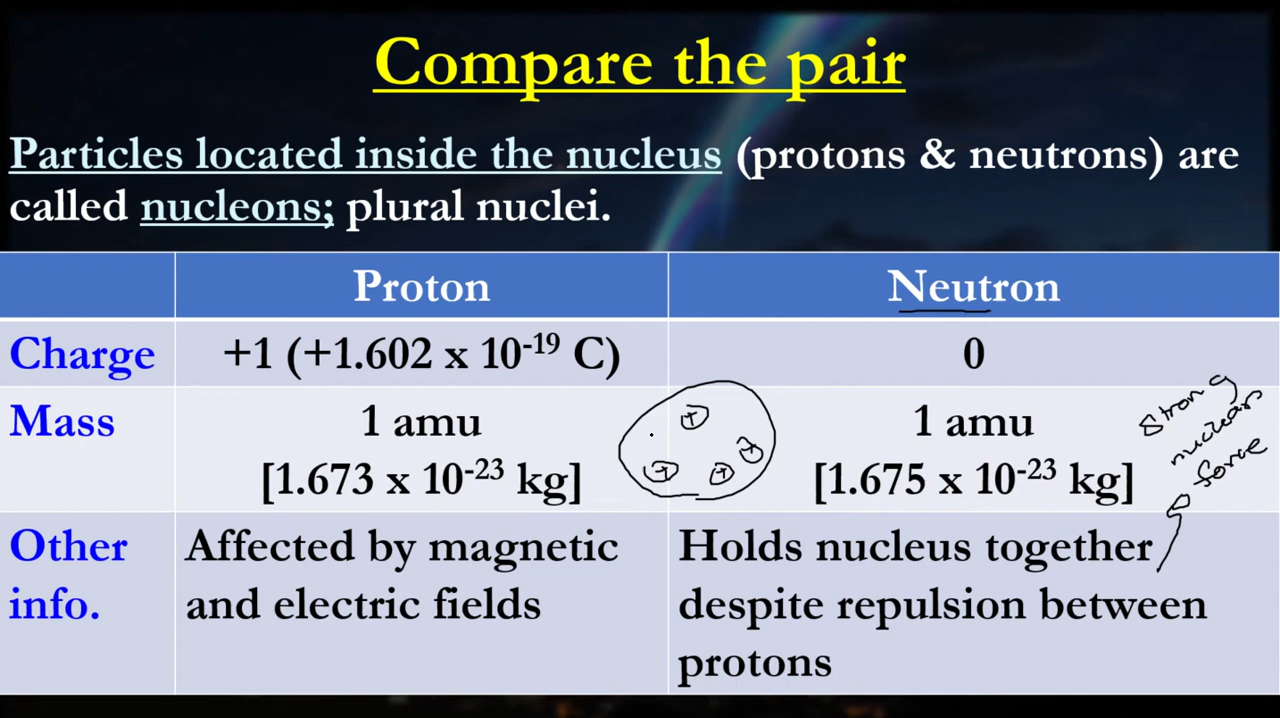 Compare the pair
Particles located inside the nucleus (protons & neutrons) are
called nucleons; plural nuclei.
Proton Neutron
Charge +1 (+1.602 x 10⁻¹⁹ C) 0
Mass 1 amu 1 amu
[1.673 x 10⁻²³ kg] [1.675 x 10⁻²³ kg]
+
+
+
+
strong
nuclear
force
Other Affected by magnetic Holds nucleus together
info. and electric fields despite repulsion between
protons